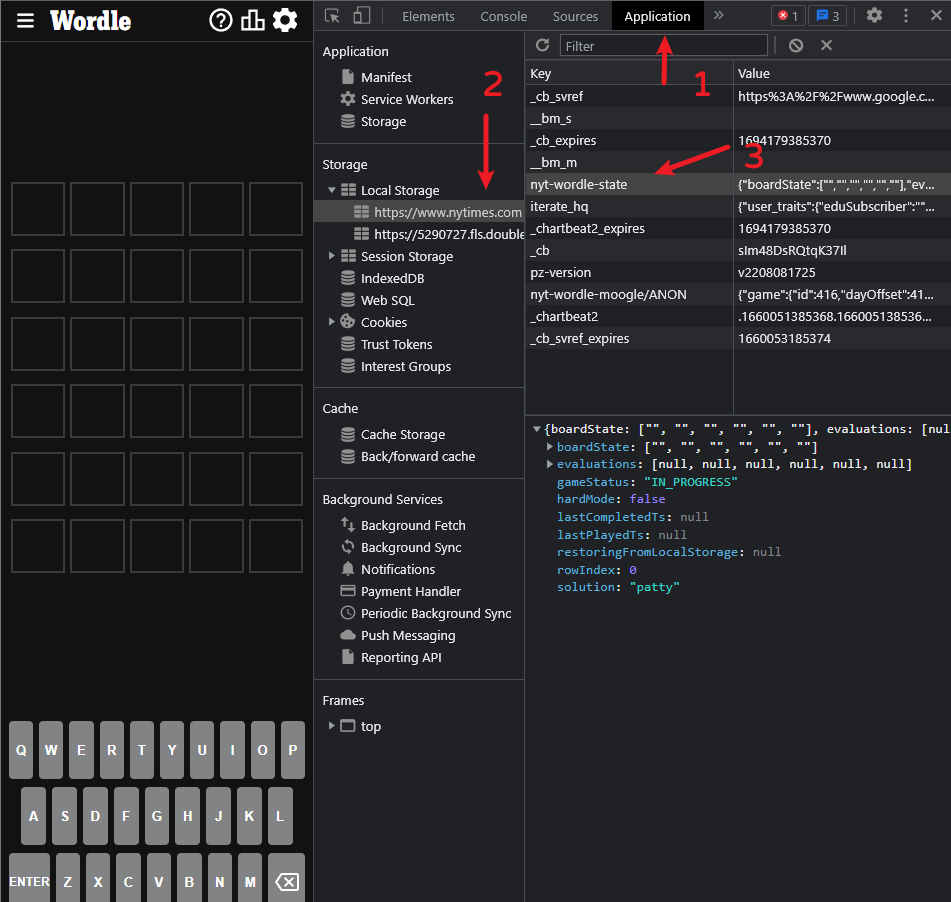 Wordle
Q W E R T Y U I O P
A S D F G H J K L
ENTER Z X C V B N M
Elements Console Sources Application » 1 3
Application
Manifest
Service Workers
Storage
Storage
Local Storage
https://www.nytimes.com
https://5290727.fls.double
Session Storage
IndexedDB
Web SQL
Cookies
Trust Tokens
Interest Groups
Cache
Cache Storage
Back/forward cache
Background Services
Background Fetch
Background Sync
Notifications
Payment Handler
Periodic Background Sync
Push Messaging
Reporting API
Frames
top
1
2
3
Filter
Key Value
_cb_svref https%3A%2F%2Fwww.google.c...
__bm_s
_cb_expires 1694179385370
__bm_m
nyt-wordle-state {"boardState":["","","","","",""],"ev...
iterate_hq {"user_traits":{"eduSubscriber":""...
_chartbeat2_expires 1694179385370
_cb sIm48DsRQtqK37Il
pz-version v2208081725
nyt-wordle-moogle/ANON {"game":{"id":416,"dayOffset":41...
_chartbeat2 .1660051385368.166005138536...
_cb_svref_expires 1660053185374
{boardState: ["", "", "", "", "", ""], evaluations: [nul
boardState: ["", "", "", "", "", ""]
evaluations: [null, null, null, null, null, null]
gameStatus: "IN_PROGRESS"
hardMode: false
lastCompletedTs: null
lastPlayedTs: null
restoringFromLocalStorage: null
rowIndex: 0
solution: "patty"